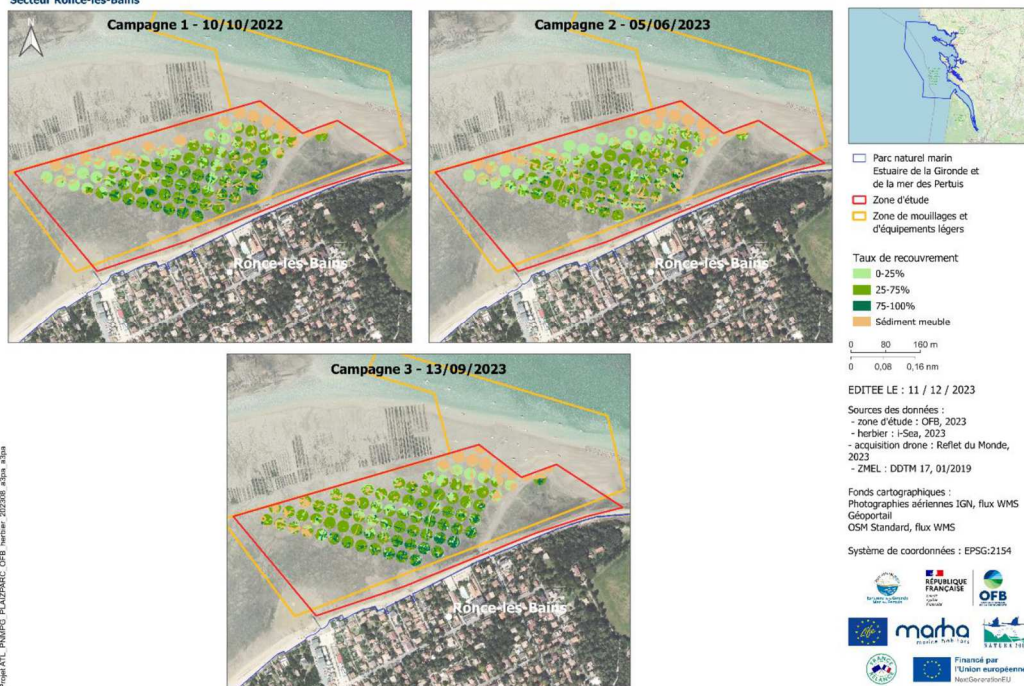 Secteur Ronce-les-Bains
Campagne 1 - 10/10/2022
Ronce-les-Bains
Campagne 2 - 05/06/2023
Ronce-les-Bains
Campagne 3 - 13/09/2023
Ronce-les-Bains
Parc naturel marin
Estuaire de la Gironde et
de la mer des Pertuis
Zone d'étude
Zone de mouillages et
d'équipements légers
Taux de recouvrement
0-25%
25-75%
75-100%
Sédiment meuble
0 80 160 m
0 0,08 0,16 nm
EDITEE LE : 11 / 12 / 2023
Sources des données :
- zone d'étude : OFB, 2023
- herbier : i-Sea, 2023
- acquisition drone : Reflet du Monde,
2023
- ZMEL : DDTM 17, 01/2019
Fonds cartographiques :
Photographies aériennes IGN, flux WMS
Géoportail
OSM Standard, flux WMS
Système de coordonnées : EPSG:2154
RÉPUBLIQUE
FRANÇAISE
OFB
marha
marine habitats
FRANCE
RELANCE
Financé par
l'Union européenne
NextGenerationEU